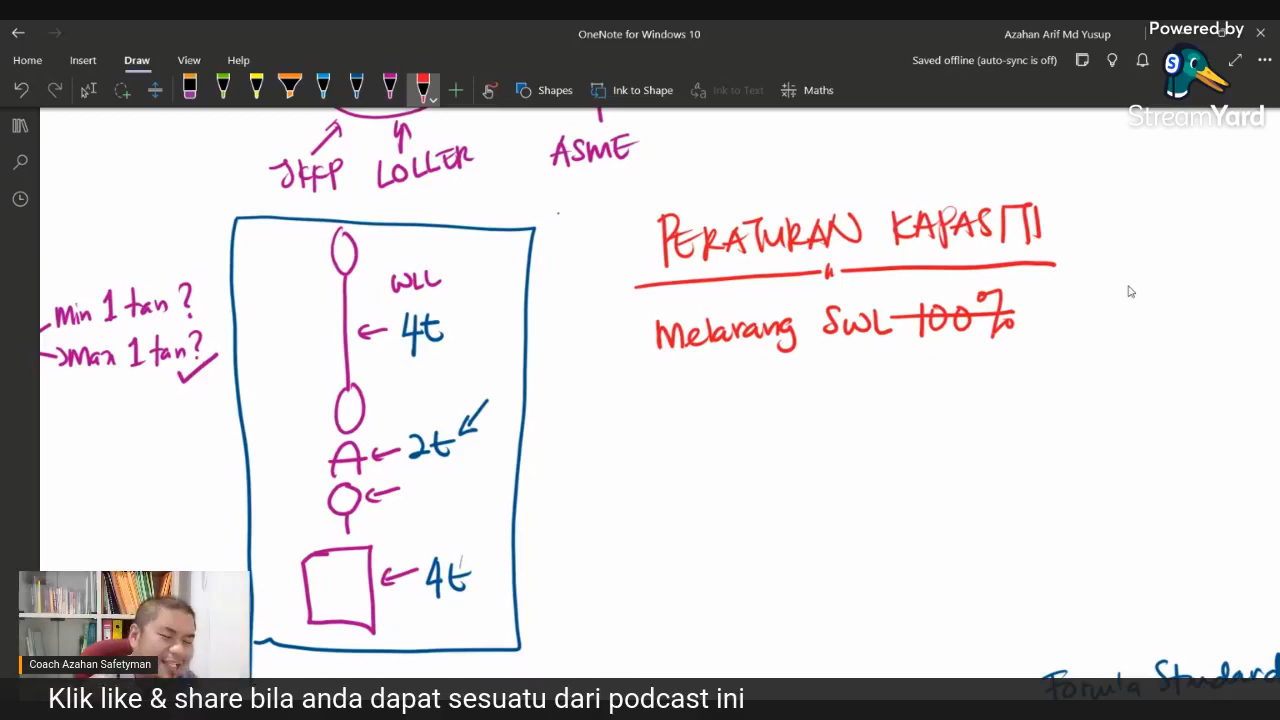 OneNote for Windows 10
Azahan Arif Md Yusup
Powered by
Home
Insert
Draw
View
Help
Saved offline (auto-sync is off)
Shapes
Ink to Shape
Ink to Text
Maths
StreamYard
JKKP
LOLLER
ASME
PERATURAN KAPASITI
Melarang SWL 100%
Min 1 tan?
Max 1 tan?
WLL
4t
2t
4t
Coach Azahan Safetyman
Formula Standard
Klik like & share bila anda dapat sesuatu dari podcast ini